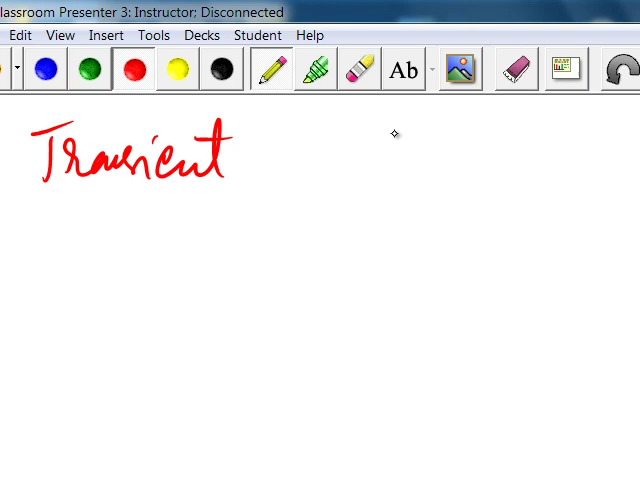 lassroom Presenter 3: Instructor; Disconnected
Edit View Insert Tools Decks Student Help
Ab
Transient